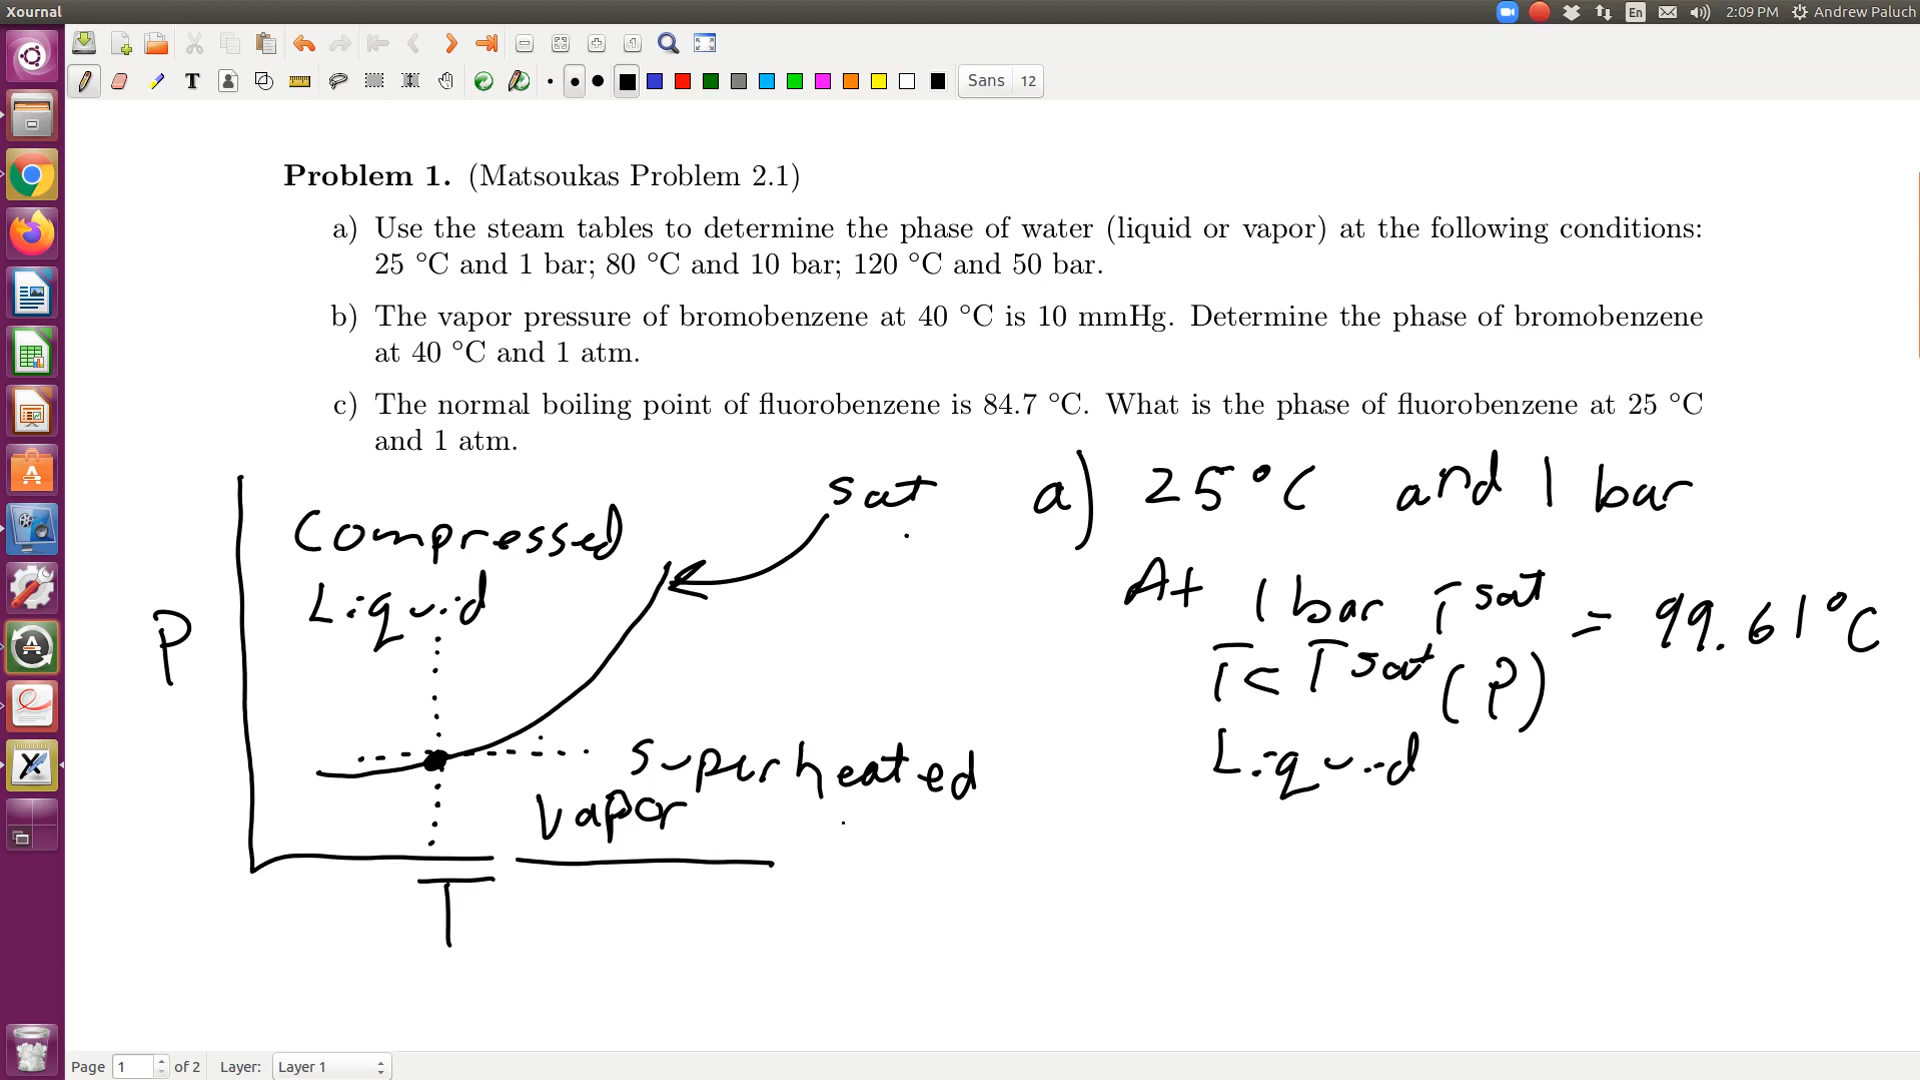 Xournal
En
2:09 PM
Andrew Paluch
Sans 12
Problem 1. (Matsoukas Problem 2.1)
a) Use the steam tables to determine the phase of water (liquid or vapor) at the following conditions:
25 °C and 1 bar; 80 °C and 10 bar; 120 °C and 50 bar.
b) The vapor pressure of bromobenzene at 40 °C is 10 mmHg. Determine the phase of bromobenzene
at 40 °C and 1 atm.
c) The normal boiling point of fluorobenzene is 84.7 °C. What is the phase of fluorobenzene at 25 °C
and 1 atm.
P
Compressed
Liquid
sat
superheated
vapor
T
a) 25°C and 1 bar
At 1 bar T^sat = 99.61°C
T < T^sat (P)
Liquid
Page 1 of 2 Layer: Layer 1